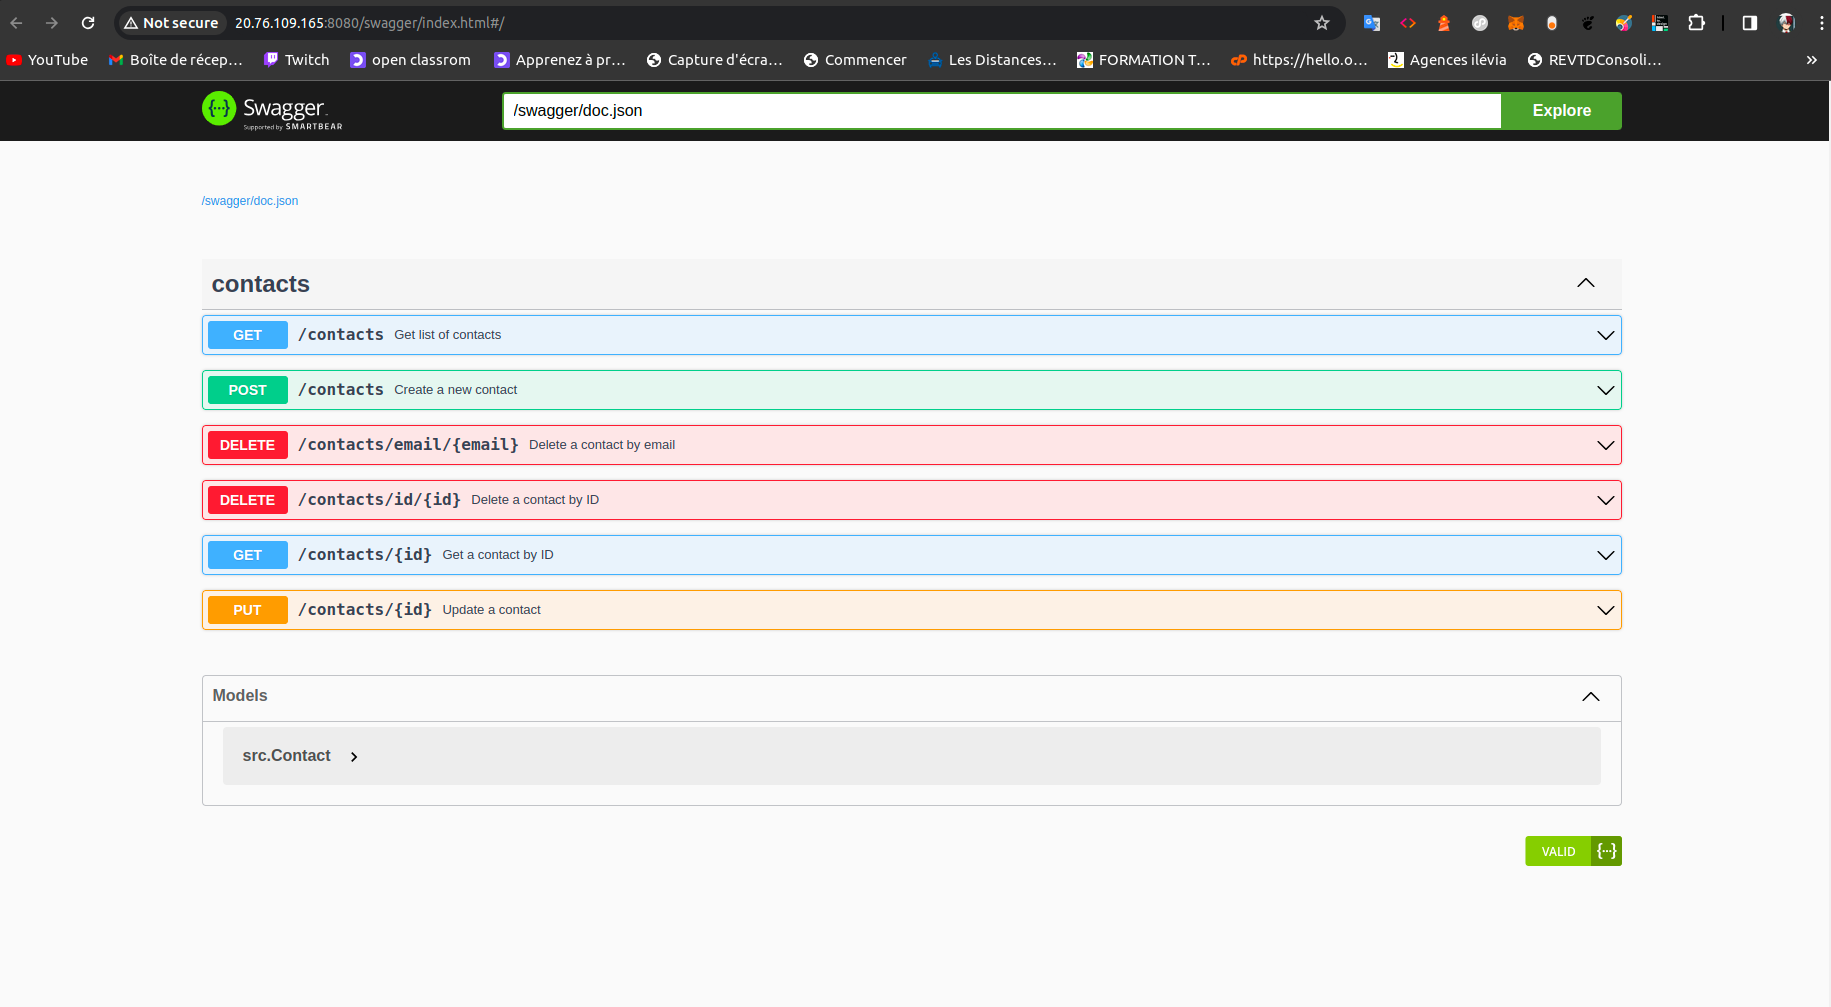 Not secure 20.76.109.165:8080/swagger/index.html#/
YouTube Boîte de récep... Twitch open classrom Apprenez à pr... Capture d'écra... Commencer Les Distances... FORMATION T... https://hello.o... Agences ilévia REVTDConsoli... »
Swagger
Supported by SMARTBEAR
/swagger/doc.json Explore
/swagger/doc.json
contacts
GET /contacts Get list of contacts
POST /contacts Create a new contact
DELETE /contacts/email/{email} Delete a contact by email
DELETE /contacts/id/{id} Delete a contact by ID
GET /contacts/{id} Get a contact by ID
PUT /contacts/{id} Update a contact
Models
src.Contact
VALID {···}